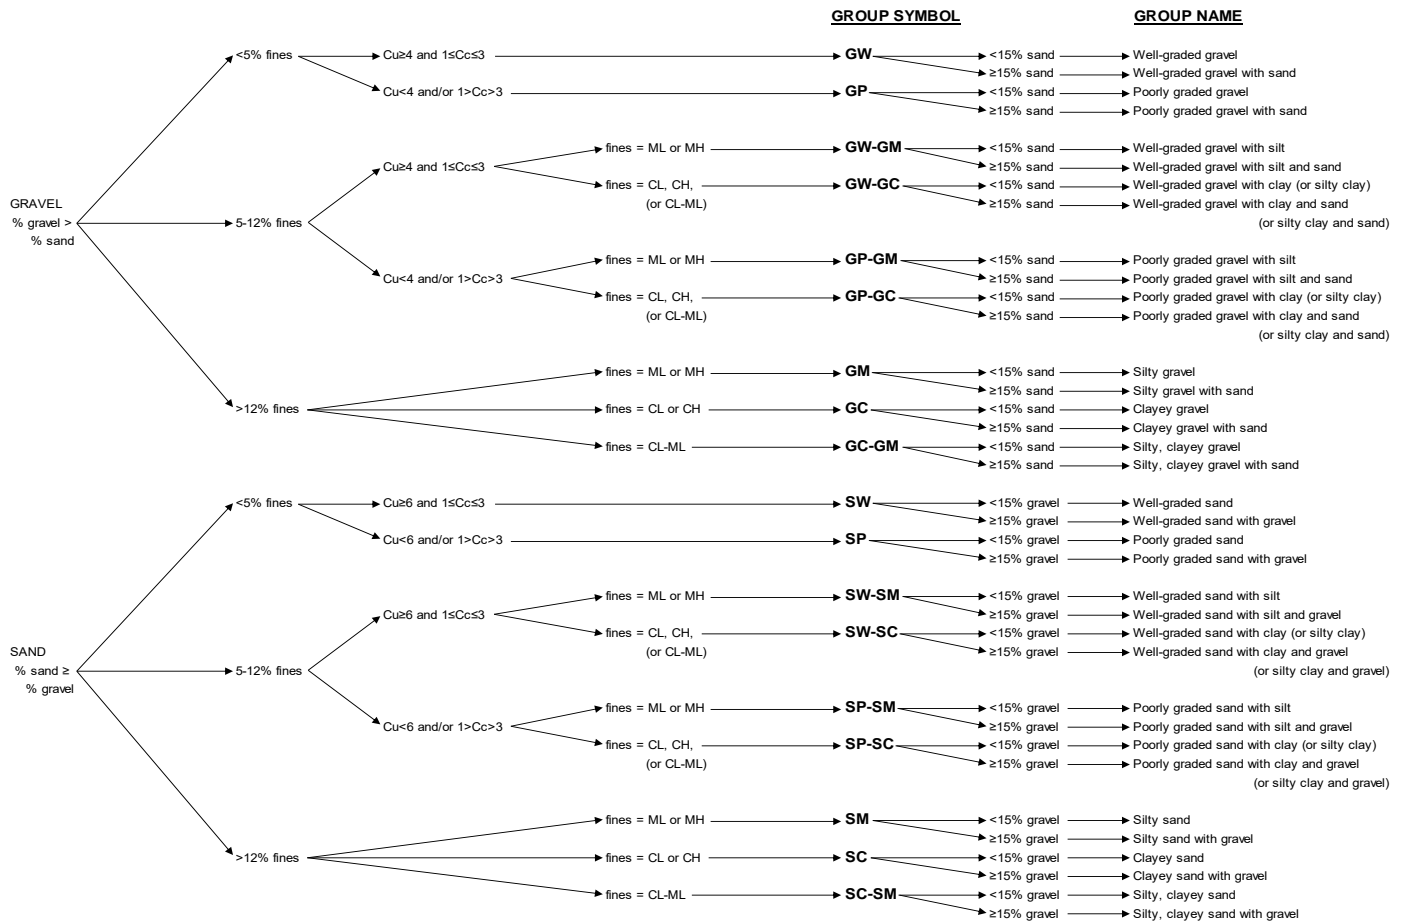 GROUP SYMBOL GROUP NAME
<5% fines Cu≥4 and 1≤Cc≤3 GW <15% sand Well-graded gravel
≥15% sand Well-graded gravel with sand
Cu<4 and/or 1>Cc>3 GP <15% sand Poorly graded gravel
≥15% sand Poorly graded gravel with sand
fines = ML or MH GW-GM <15% sand Well-graded gravel with silt
Cu≥4 and 1≤Cc≤3 ≥15% sand Well-graded gravel with silt and sand
fines = CL, CH, GW-GC <15% sand Well-graded gravel with clay (or silty clay)
GRAVEL (or CL-ML) ≥15% sand Well-graded gravel with clay and sand
% gravel > 5-12% fines (or silty clay and sand)
% sand
fines = ML or MH GP-GM <15% sand Poorly graded gravel with silt
Cu<4 and/or 1>Cc>3 ≥15% sand Poorly graded gravel with silt and sand
fines = CL, CH, GP-GC <15% sand Poorly graded gravel with clay (or silty clay)
(or CL-ML) ≥15% sand Poorly graded gravel with clay and sand
(or silty clay and sand)
fines = ML or MH GM <15% sand Silty gravel
≥15% sand Silty gravel with sand
>12% fines fines = CL or CH GC <15% sand Clayey gravel
≥15% sand Clayey gravel with sand
fines = CL-ML GC-GM <15% sand Silty, clayey gravel
≥15% sand Silty, clayey gravel with sand
<5% fines Cu≥6 and 1≤Cc≤3 SW <15% gravel Well-graded sand
≥15% gravel Well-graded sand with gravel
Cu<6 and/or 1>Cc>3 SP <15% gravel Poorly graded sand
≥15% gravel Poorly graded sand with gravel
fines = ML or MH SW-SM <15% gravel Well-graded sand with silt
Cu≥6 and 1≤Cc≤3 ≥15% gravel Well-graded sand with silt and gravel
fines = CL, CH, SW-SC <15% gravel Well-graded sand with clay (or silty clay)
SAND (or CL-ML) ≥15% gravel Well-graded sand with clay and gravel
% sand ≥ 5-12% fines (or silty clay and gravel)
% gravel
fines = ML or MH SP-SM <15% gravel Poorly graded sand with silt
Cu<6 and/or 1>Cc>3 ≥15% gravel Poorly graded sand with silt and gravel
fines = CL, CH, SP-SC <15% gravel Poorly graded sand with clay (or silty clay)
(or CL-ML) ≥15% gravel Poorly graded sand with clay and gravel
(or silty clay and gravel)
fines = ML or MH SM <15% gravel Silty sand
≥15% gravel Silty sand with gravel
>12% fines fines = CL or CH SC <15% gravel Clayey sand
≥15% gravel Clayey sand with gravel
fines = CL-ML SC-SM <15% gravel Silty, clayey sand
≥15% gravel Silty, clayey sand with gravel